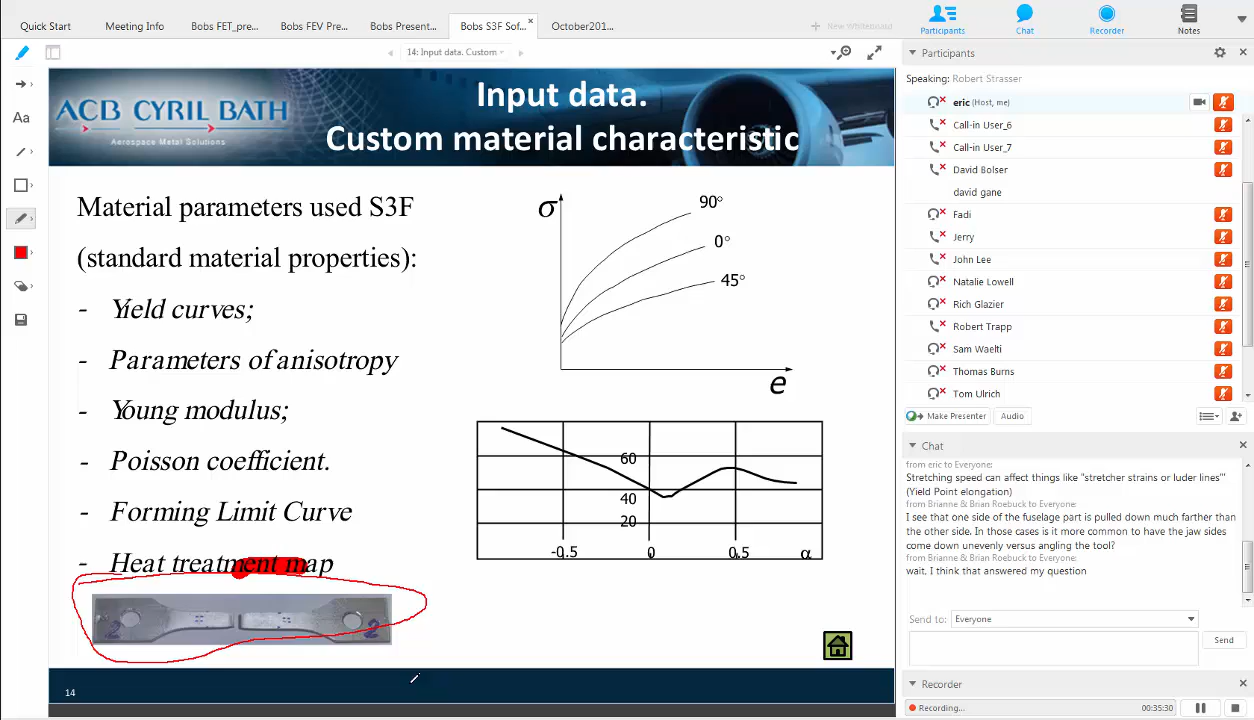 Quick Start
Meeting Info
Bobs FET_pre...
Bobs FEV Pre...
Bobs Present...
Bobs S3F Sof...
October201...
New Whiteboard
Participants
Chat
Recorder
Notes
14: Input data. Custom
ACB CYRIL BATH
Aerospace Metal Solutions
Input data.
Custom material characteristic
Material parameters used S3F
(standard material properties):
- Yield curves;
- Parameters of anisotropy
- Young modulus;
- Poisson coefficient.
- Forming Limit Curve
- Heat treatment map
2 2
σ
90°
0°
45°
e
60
40
20
-0.5 0 0.5 α
14
Aa
Participants
Speaking: Robert Strasser
eric (Host, me)
Call-in User_6
Call-in User_7
David Bolser
david gane
Fadi
Jerry
John Lee
Natalie Lowell
Rich Glazier
Robert Trapp
Sam Waelti
Thomas Burns
Tom Ulrich
Make Presenter
Audio
Chat
from eric to Everyone:
Stretching speed can affect things like "stretcher strains or luder lines'"
(Yield Point elongation)
from Brianne & Brian Roebuck to Everyone:
I see that one side of the fuselage part is pulled down much farther than
the other side. In those cases is it more common to have the jaw sides
come down unevenly versus angling the tool?
from Brianne & Brian Roebuck to Everyone:
wait, I think that answered my question
Send to: Everyone
Send
Recorder
Recording...
00:35:30